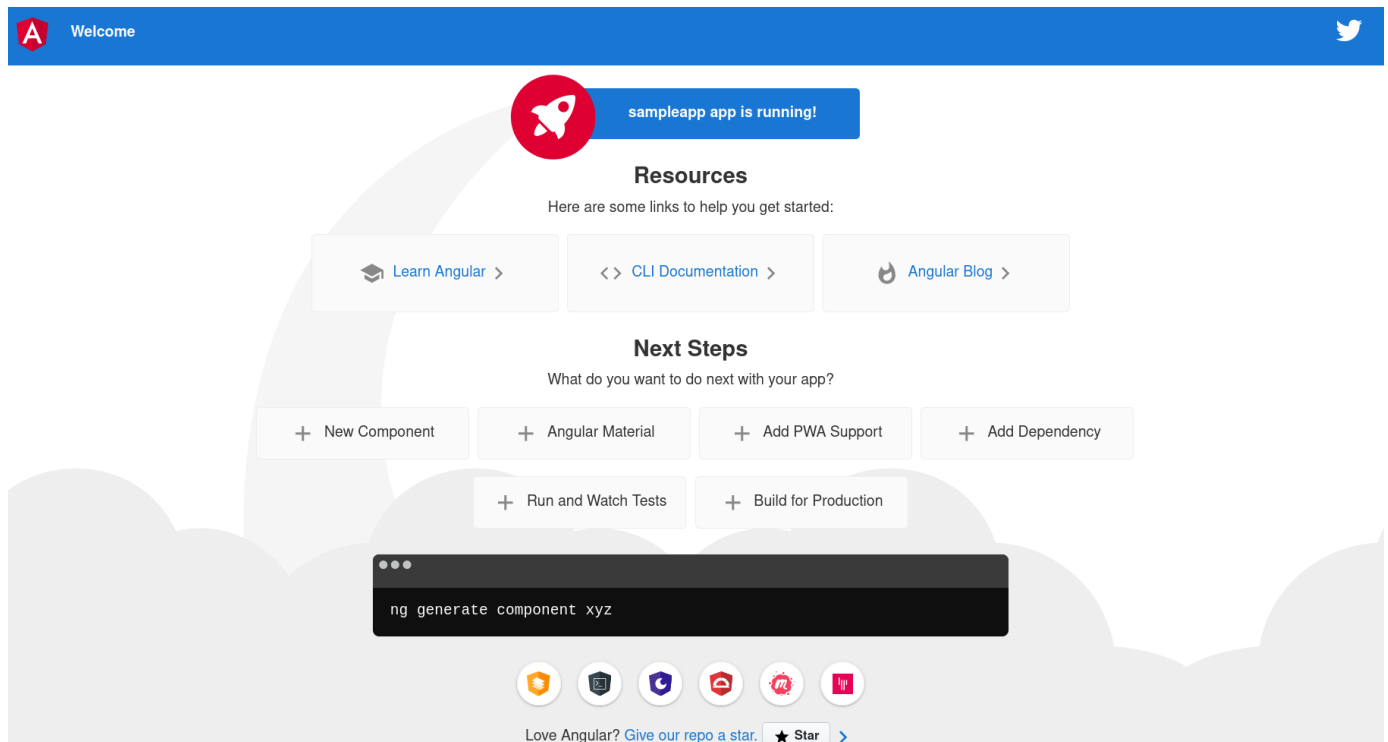 Welcome
sampleapp app is running!
Resources
Here are some links to help you get started:
Learn Angular
CLI Documentation
Angular Blog
Next Steps
What do you want to do next with your app?
New Component
Angular Material
Add PWA Support
Add Dependency
Run and Watch Tests
Build for Production
ng generate component xyz
Love Angular? Give our repo a star. Star